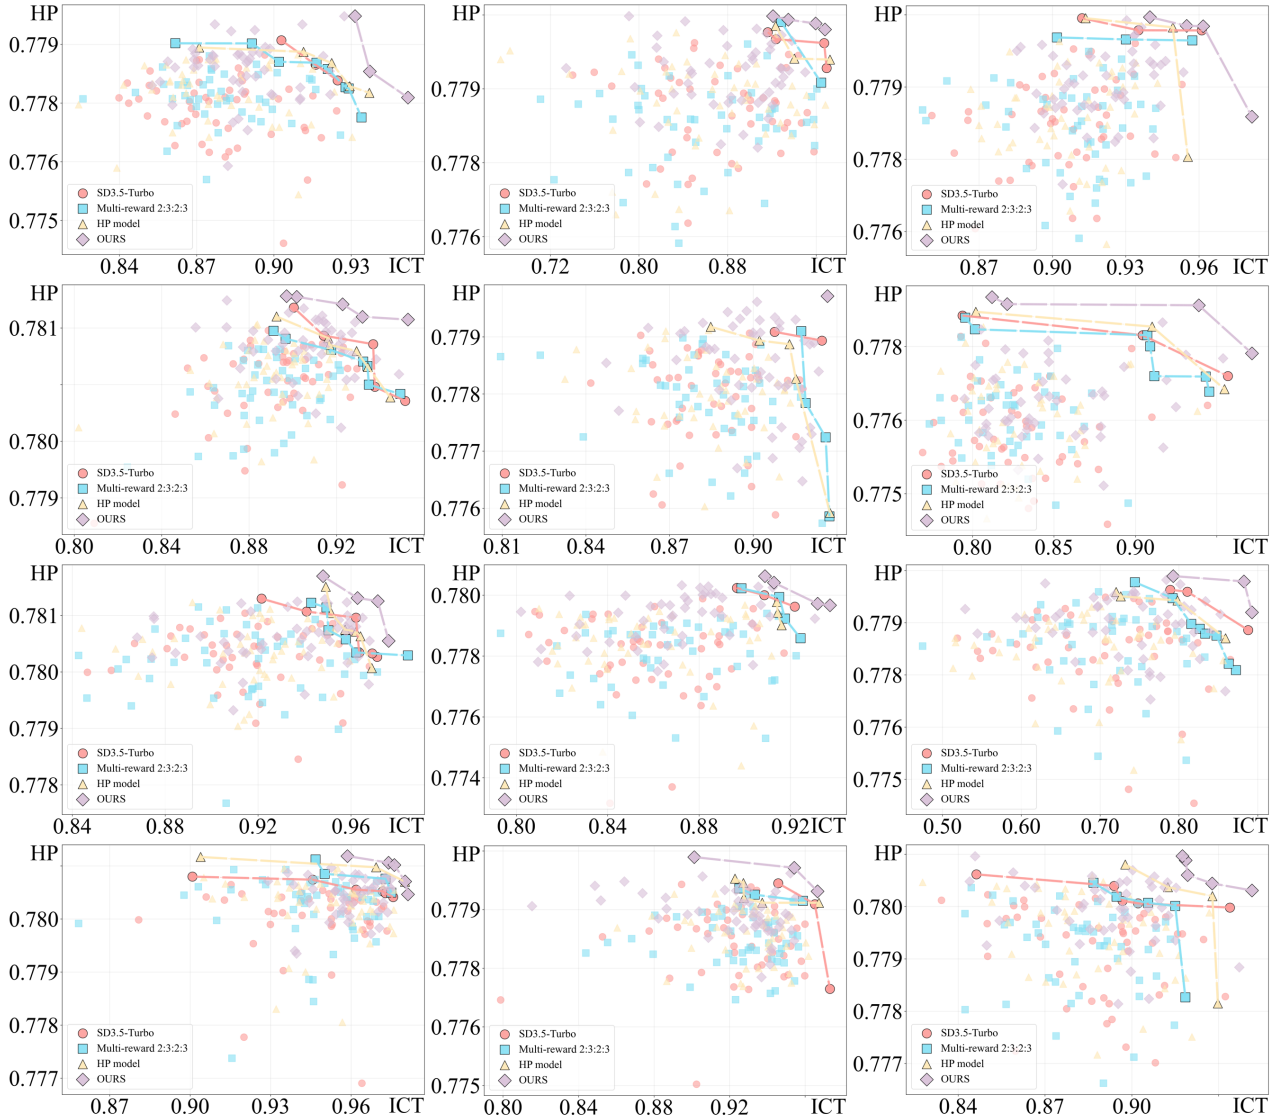 HP
0.779
0.778
0.776
0.775
SD3.5-Turbo
Multi-reward 2:3:2:3
HP model
OURS
0.84 0.87 0.90 0.93 ICT
HP
0.779
0.778
0.776
SD3.5-Turbo
Multi-reward 2:3:2:3
HP model
OURS
0.72 0.80 0.88 ICT
HP
0.779
0.778
0.776
SD3.5-Turbo
Multi-reward 2:3:2:3
HP model
OURS
0.87 0.90 0.93 0.96 ICT
HP
0.781
0.780
0.779
SD3.5-Turbo
Multi-reward 2:3:2:3
HP model
OURS
0.80 0.84 0.88 0.92 ICT
HP
0.779
0.778
0.777
0.776
SD3.5-Turbo
Multi-reward 2:3:2:3
HP model
OURS
0.81 0.84 0.87 0.90 ICT
HP
0.778
0.776
0.775
SD3.5-Turbo
Multi-reward 2:3:2:3
HP model
OURS
0.80 0.85 0.90 ICT
HP
0.781
0.780
0.779
0.778
SD3.5-Turbo
Multi-reward 2:3:2:3
HP model
OURS
0.84 0.88 0.92 0.96 ICT
HP
0.780
0.778
0.776
0.774
SD3.5-Turbo
Multi-reward 2:3:2:3
HP model
OURS
0.80 0.84 0.88 0.92 ICT
HP
0.779
0.778
0.776
0.775
SD3.5-Turbo
Multi-reward 2:3:2:3
HP model
OURS
0.50 0.60 0.70 0.80 ICT
HP
0.780
0.779
0.778
0.777
SD3.5-Turbo
Multi-reward 2:3:2:3
HP model
OURS
0.87 0.90 0.93 0.96 ICT
HP
0.779
0.778
0.776
0.775
SD3.5-Turbo
Multi-reward 2:3:2:3
HP model
OURS
0.80 0.84 0.88 0.92 ICT
HP
0.780
0.779
0.778
0.777
SD3.5-Turbo
Multi-reward 2:3:2:3
HP model
OURS
0.84 0.87 0.90 ICT